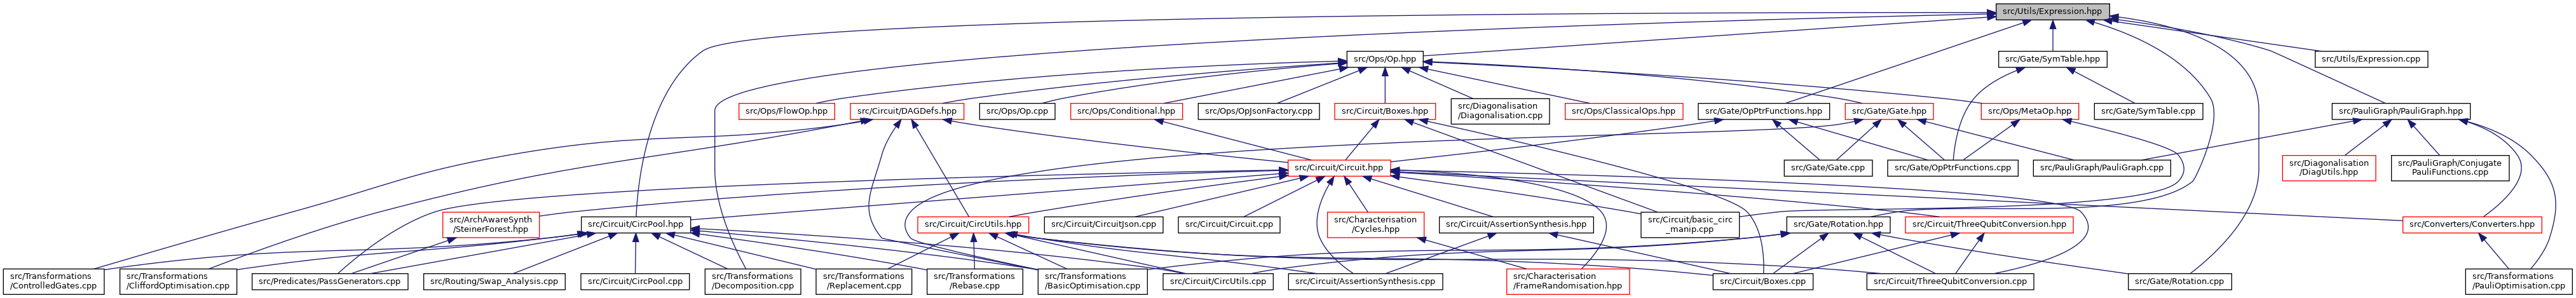 src/Utils/Expression.hpp
src/Ops/Op.hpp
src/Gate/SymTable.hpp
src/Utils/Expression.cpp
src/Ops/FlowOp.hpp
src/Circuit/DAGDefs.hpp
src/Ops/Op.cpp
src/Ops/Conditional.hpp
src/Ops/OpJsonFactory.cpp
src/Circuit/Boxes.hpp
src/Diagonalisation
/Diagonalisation.cpp
src/Ops/ClassicalOps.hpp
src/Gate/OpPtrFunctions.hpp
src/Gate/Gate.hpp
src/Ops/MetaOp.hpp
src/Gate/SymTable.cpp
src/PauliGraph/PauliGraph.hpp
src/Circuit/Circuit.hpp
src/Gate/Gate.cpp
src/Gate/OpPtrFunctions.cpp
src/PauliGraph/PauliGraph.cpp
src/Diagonalisation
/DiagUtils.hpp
src/PauliGraph/Conjugate
PauliFunctions.cpp
src/ArchAwareSynth
/SteinerForest.hpp
src/Circuit/CircPool.hpp
src/Circuit/CircUtils.hpp
src/Circuit/CircuitJson.cpp
src/Circuit/Circuit.cpp
src/Characterisation
/Cycles.hpp
src/Circuit/AssertionSynthesis.hpp
src/Circuit/basic_circ
_manip.cpp
src/Gate/Rotation.hpp
src/Circuit/ThreeQubitConversion.hpp
src/Converters/Converters.hpp
src/Transformations
/ControlledGates.cpp
src/Transformations
/CliffordOptimisation.cpp
src/Predicates/PassGenerators.cpp
src/Routing/Swap_Analysis.cpp
src/Circuit/CircPool.cpp
src/Transformations
/Decomposition.cpp
src/Transformations
/Replacement.cpp
src/Transformations
/Rebase.cpp
src/Transformations
/BasicOptimisation.cpp
src/Circuit/CircUtils.cpp
src/Circuit/AssertionSynthesis.cpp
src/Characterisation
/FrameRandomisation.hpp
src/Circuit/Boxes.cpp
src/Circuit/ThreeQubitConversion.cpp
src/Gate/Rotation.cpp
src/Transformations
/PauliOptimisation.cpp